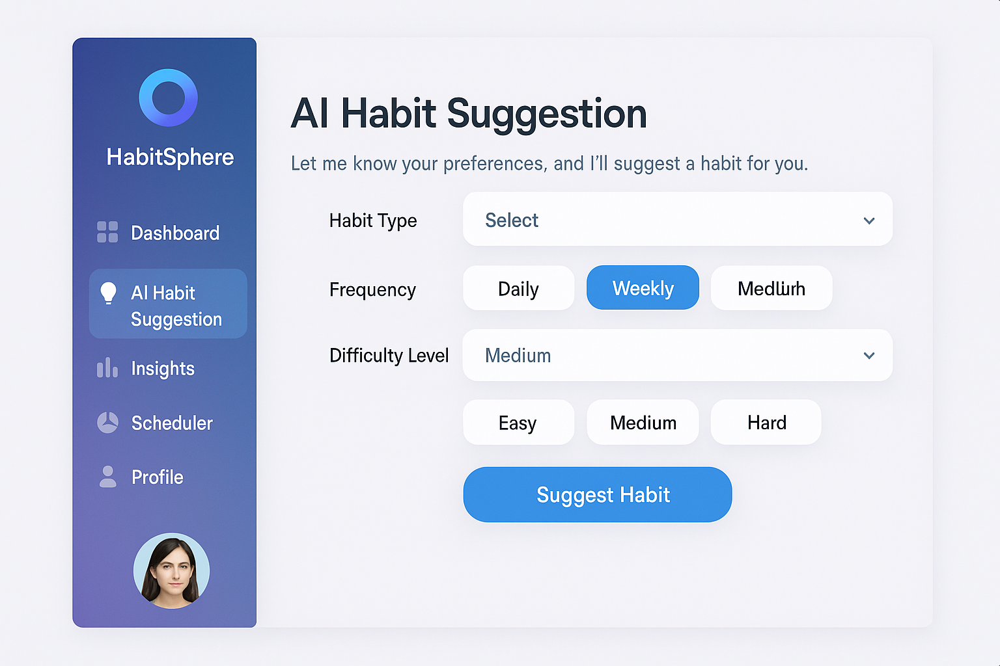 HabitSphere
Dashboard
AI Habit
Suggestion
Insights
Scheduler
Profile
AI Habit Suggestion
Let me know your preferences, and I’ll suggest a habit for you.
Habit Type
Select
Frequency
Daily
Weekly
Difficulty Level
Medium
Easy
Medium
Hard
Suggest Habit